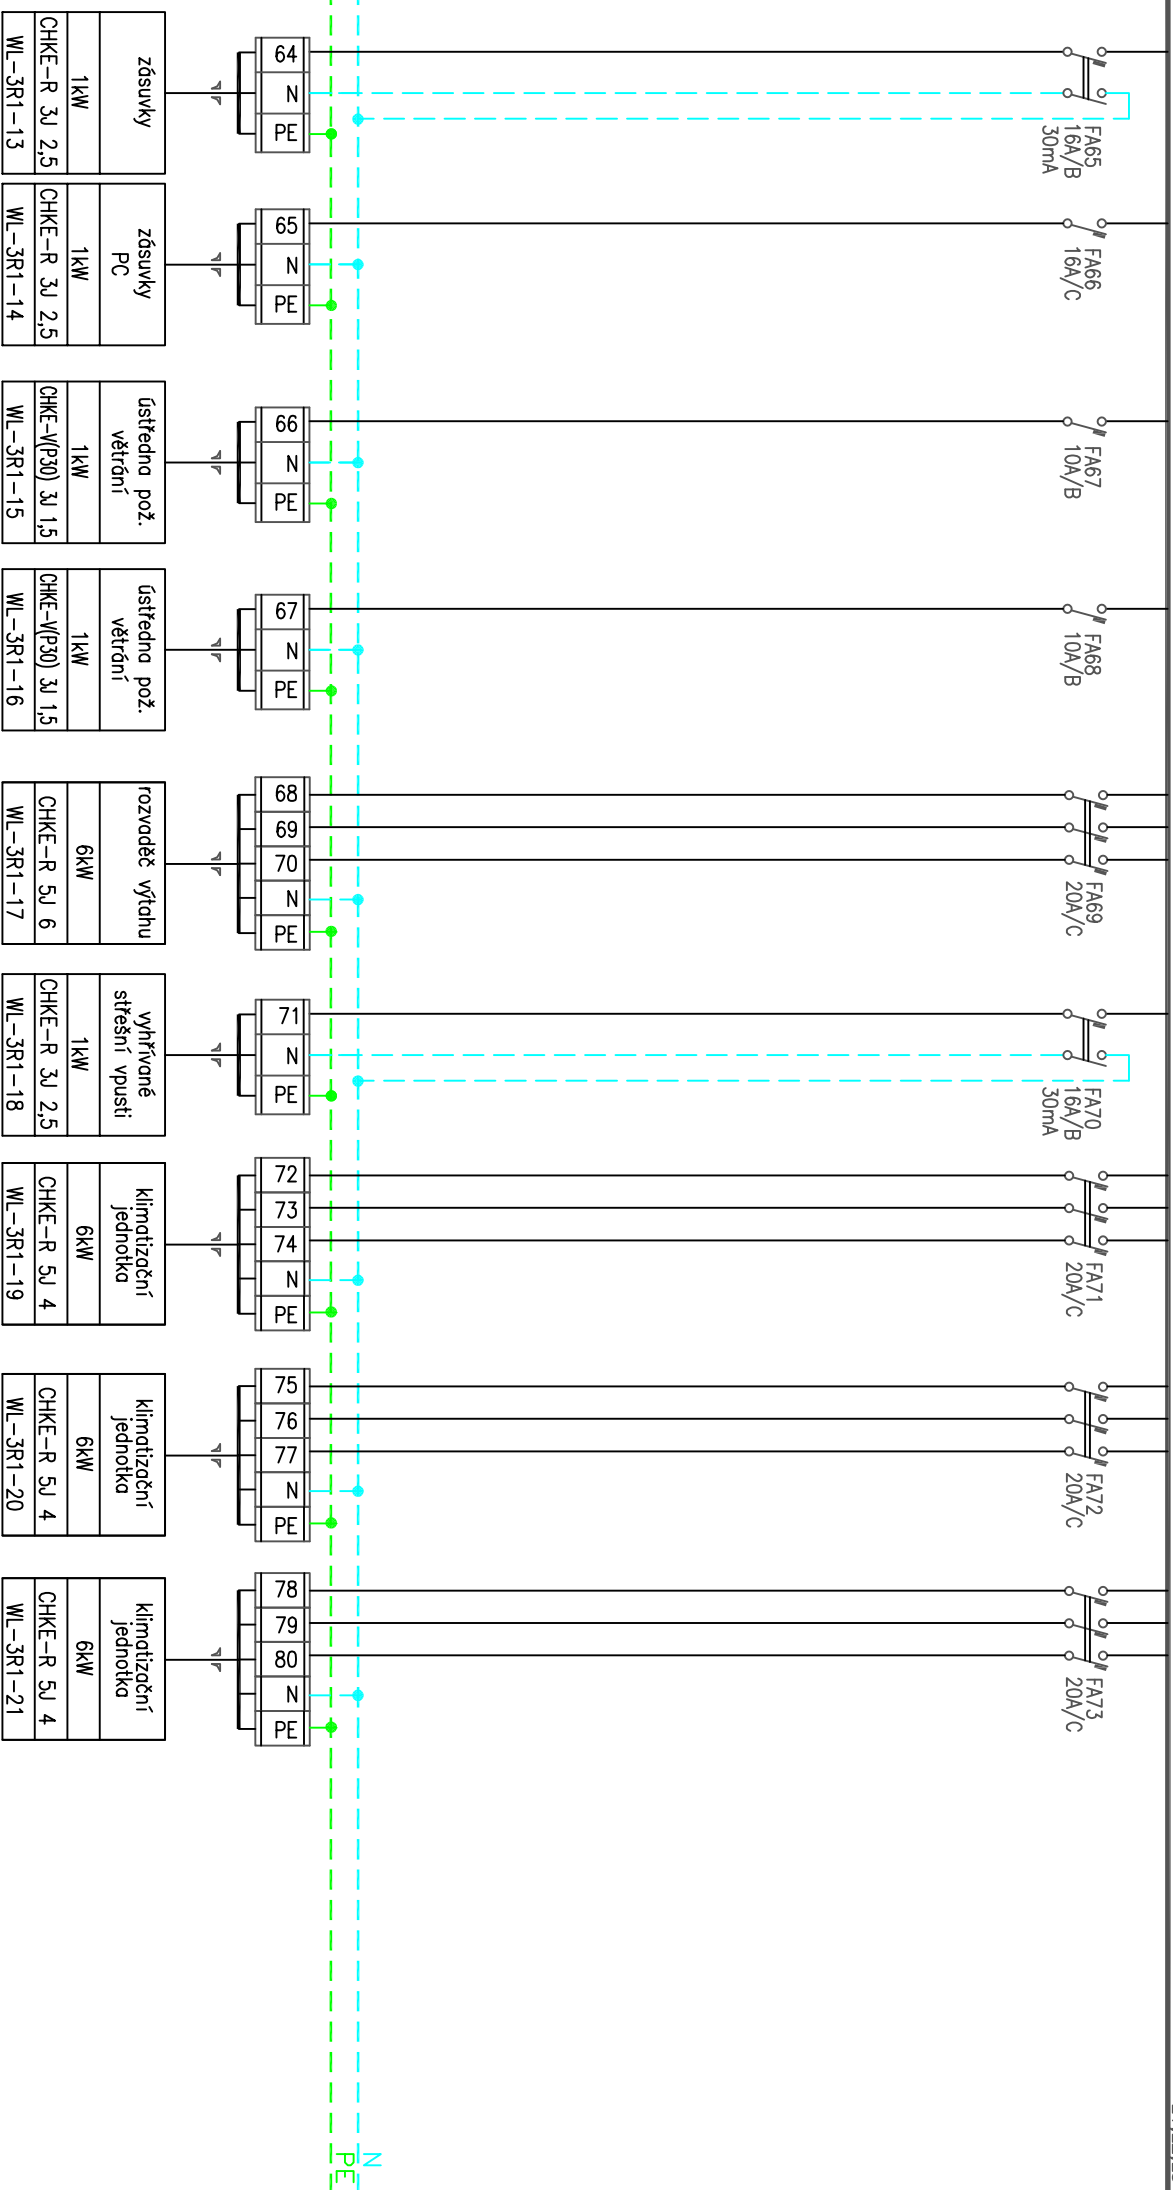 FA65
16A/B
30mA
64
N
PE
zásuvky
1kW
CHKE-R 3J 2,5
WL-3R1-13
FA66
16A/C
65
N
PE
zásuvky
PC
1kW
CHKE-R 3J 2,5
WL-3R1-14
FA67
10A/B
66
N
PE
ústředna pož.
větrání
1kW
CHKE-V(P30) 3J 1,5
WL-3R1-15
FA68
10A/B
67
N
PE
ústředna pož.
větrání
1kW
CHKE-V(P30) 3J 1,5
WL-3R1-16
FA69
20A/C
68
69
70
N
PE
rozvaděč výtahu
6kW
CHKE-R 5J 6
WL-3R1-17
FA70
16A/B
30mA
71
N
PE
vyhřívané
střešní vpusti
1kW
CHKE-R 3J 2,5
WL-3R1-18
FA71
20A/C
72
73
74
N
PE
klimatizační
jednotka
6kW
CHKE-R 5J 4
WL-3R1-19
FA72
20A/C
75
76
77
N
PE
klimatizační
jednotka
6kW
CHKE-R 5J 4
WL-3R1-20
FA73
20A/C
78
79
80
N
PE
klimatizační
jednotka
6kW
CHKE-R 5J 4
WL-3R1-21
N
PE